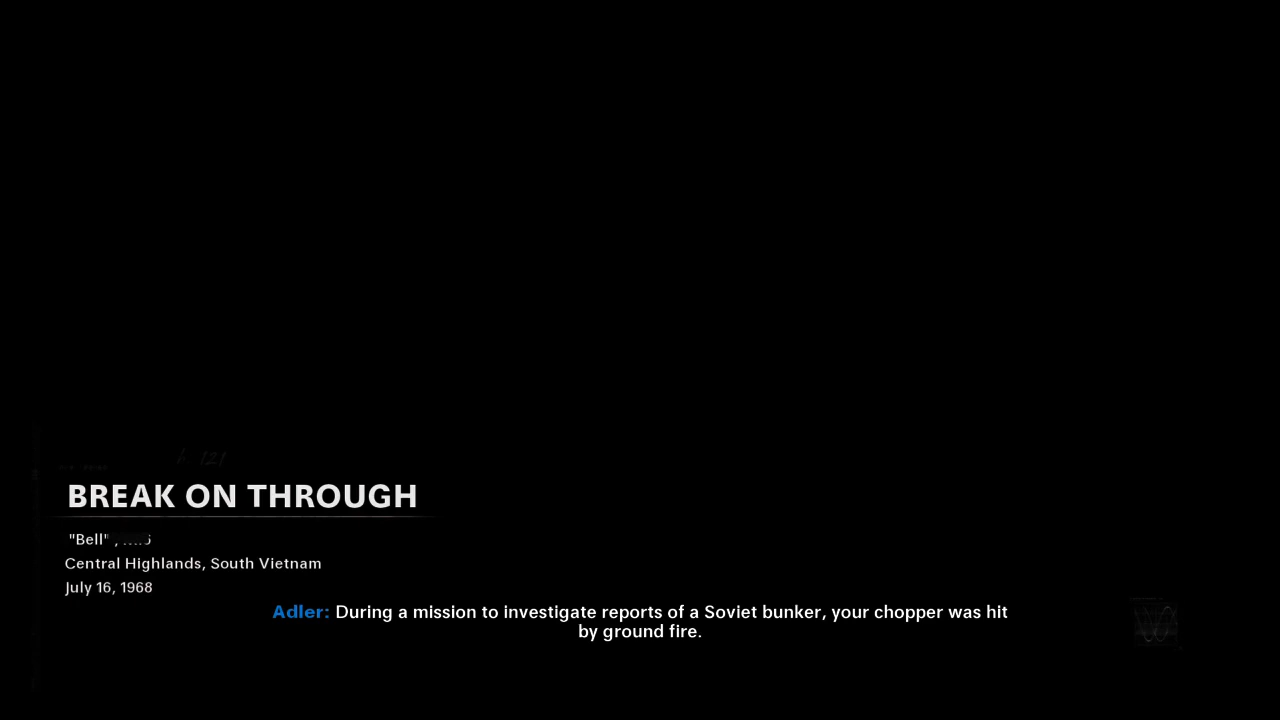 h. 121
BREAK ON THROUGH
"Bell" ,
Central Highlands, South Vietnam
July 16, 1968
Adler: During a mission to investigate reports of a Soviet bunker, your chopper was hit
by ground fire.